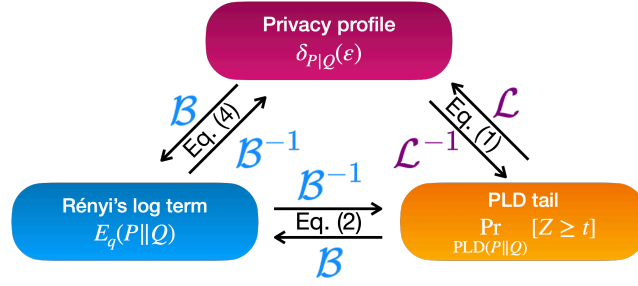 Privacy profile
δ_{P|Q}(ε)
ℬ
Eq. (4)
ℬ⁻¹
ℒ
Eq. (1)
ℒ⁻¹
Rényi's log term
E_q(P‖Q)
ℬ⁻¹
Eq. (2)
ℬ
PLD tail
Pr_{PLD(P‖Q)} [Z ≥ t]